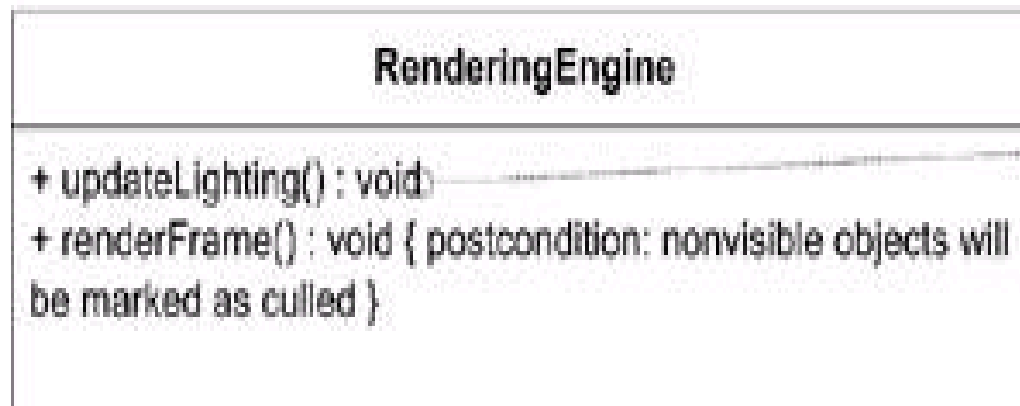 RenderingEngine
+ updateLighting() : void
+ renderFrame() : void { postcondition: nonvisible objects will
be marked as culled }